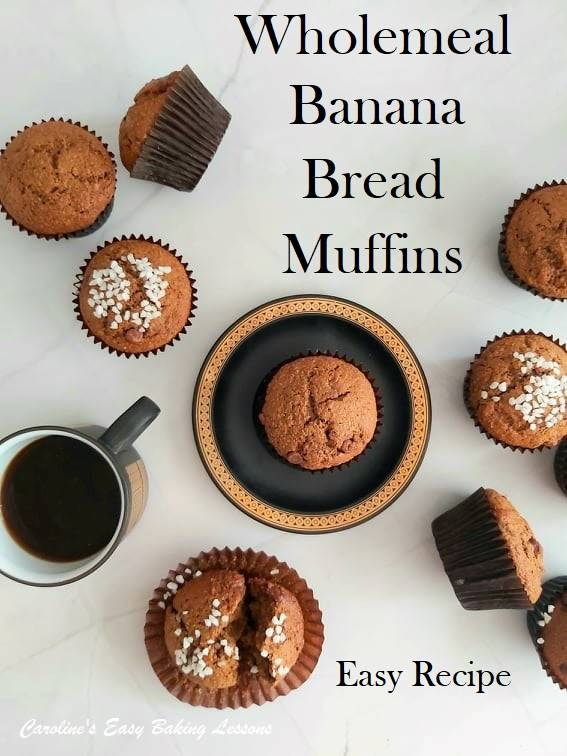 Wholemeal
Banana
Bread
Muffins
Easy Recipe
Caroline's Easy Baking Lessons